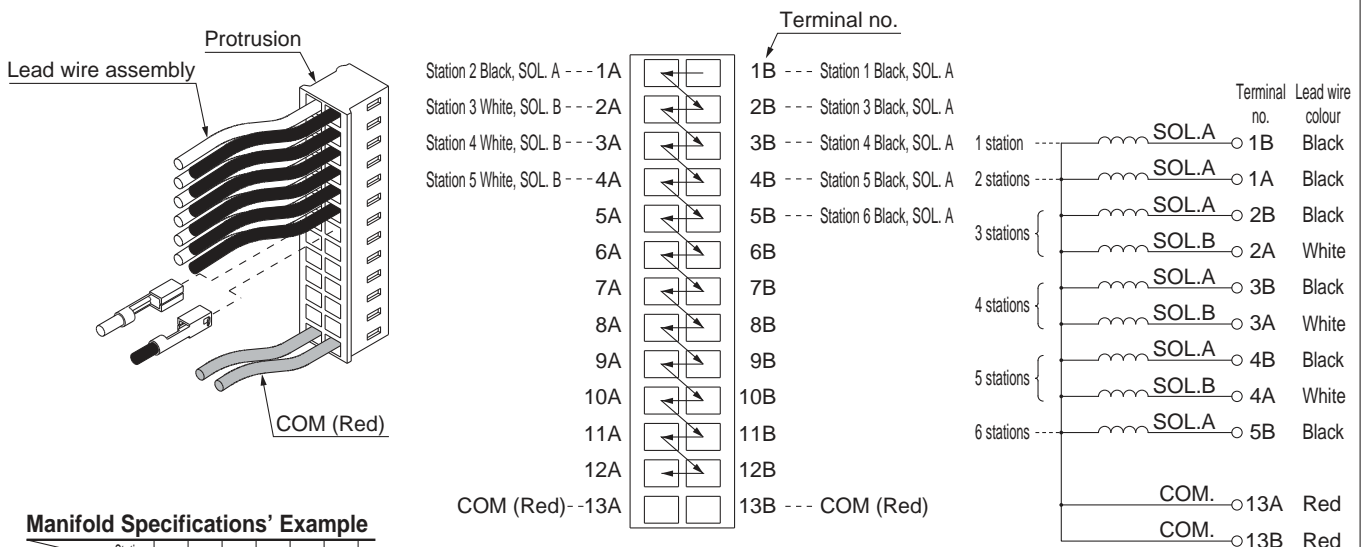 Terminal no.
Protrusion
Lead wire assembly
COM (Red)
Station 2 Black, SOL. A 1A 1B Station 1 Black, SOL. A
Station 3 White, SOL. B 2A 2B Station 3 Black, SOL. A
Station 4 White, SOL. B 3A 3B Station 4 Black, SOL. A
Station 5 White, SOL. B 4A 4B Station 5 Black, SOL. A
5A 5B Station 6 Black, SOL. A
6A 6B
7A 7B
8A 8B
9A 9B
10A 10B
11A 11B
12A 12B
COM (Red) 13A 13B COM (Red)
Terminal no. Lead wire colour
1 station SOL.A 1B Black
2 stations SOL.A 1A Black
3 stations SOL.A 2B Black
SOL.B 2A White
4 stations SOL.A 3B Black
SOL.B 3A White
5 stations SOL.A 4B Black
SOL.B 4A White
6 stations SOL.A 5B Black
COM. 13A Red
COM. 13B Red
Manifold Specifications' Example